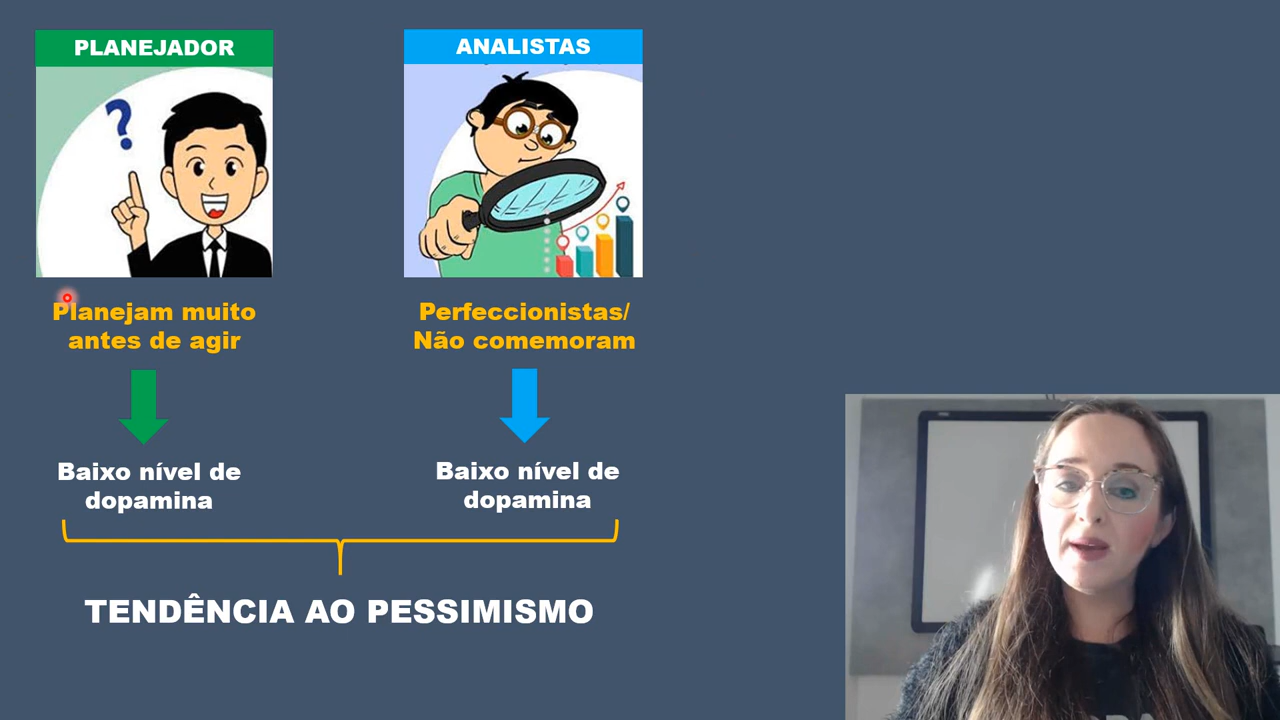 PLANEJADOR
ANALISTAS
?
Planejam muito
antes de agir
Perfeccionistas/
Não comemoram
Baixo nível de
dopamina
Baixo nível de
dopamina
TENDÊNCIA AO PESSIMISMO